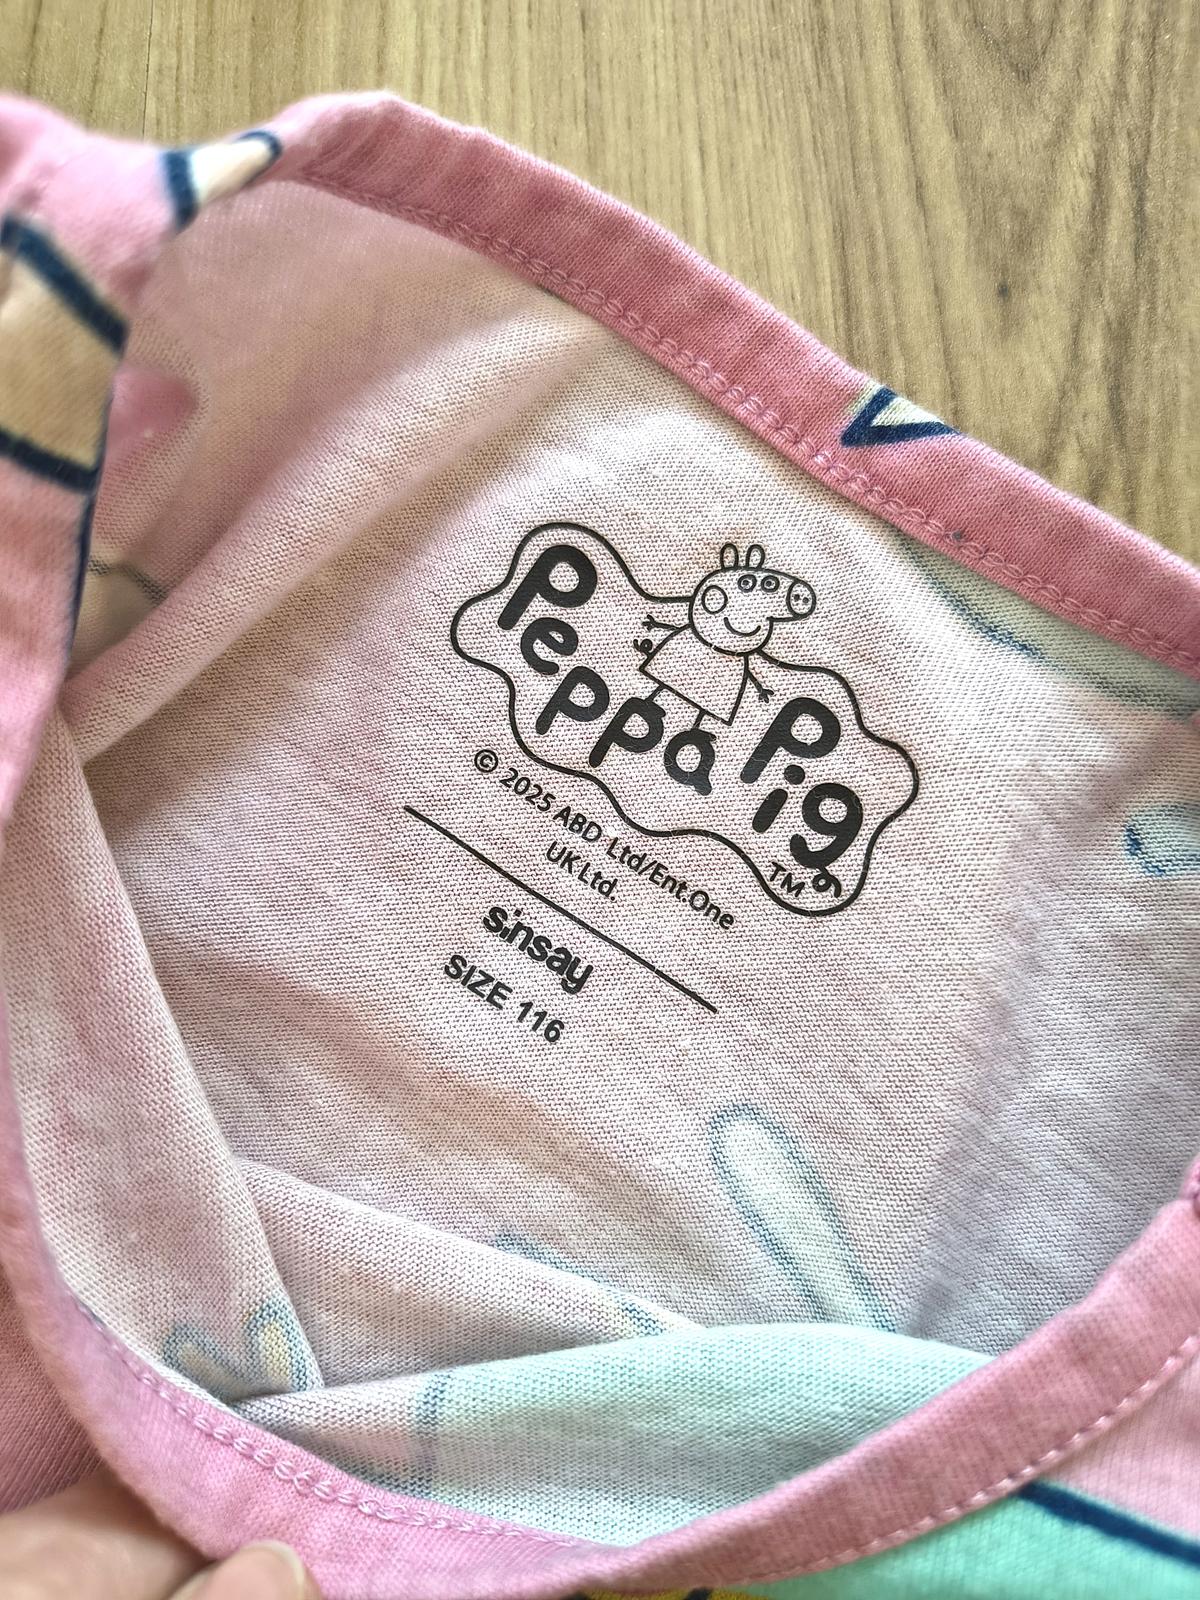 Peppa Pig
TM
© 2025 ABD Ltd/Ent.One
UK Ltd.
sinsay
SIZE 116